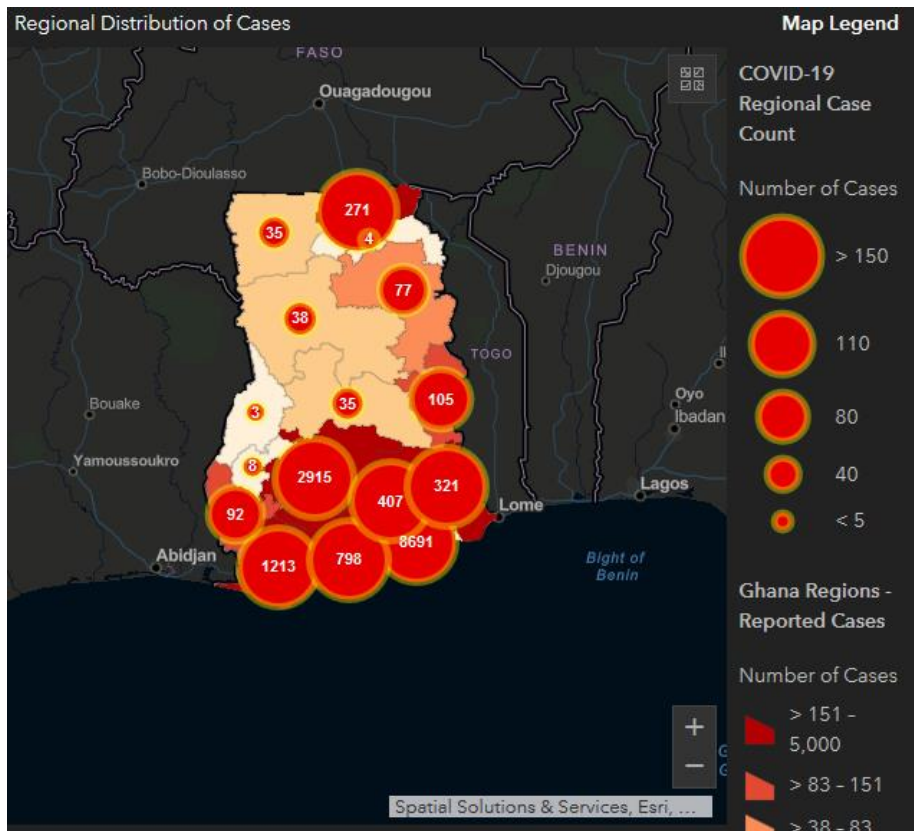 Regional Distribution of Cases
Map Legend
FASO
Ouagadougou
Bobo-Dioulasso
271
35
4
BENIN
Djougou
77
38
TOGO
105
35
3
Bouake
Oyo
Ibadan
Yamoussoukro
8
2915
407
321
Lagos
92
Lome
Abidjan
8691
1213
798
Bight of
Benin
Spatial Solutions & Services, Esri, ...
COVID-19
Regional Case
Count
Number of Cases
> 150
110
80
40
< 5
Ghana Regions -
Reported Cases
Number of Cases
> 151 -
5,000
> 83 - 151
> 38 - 83